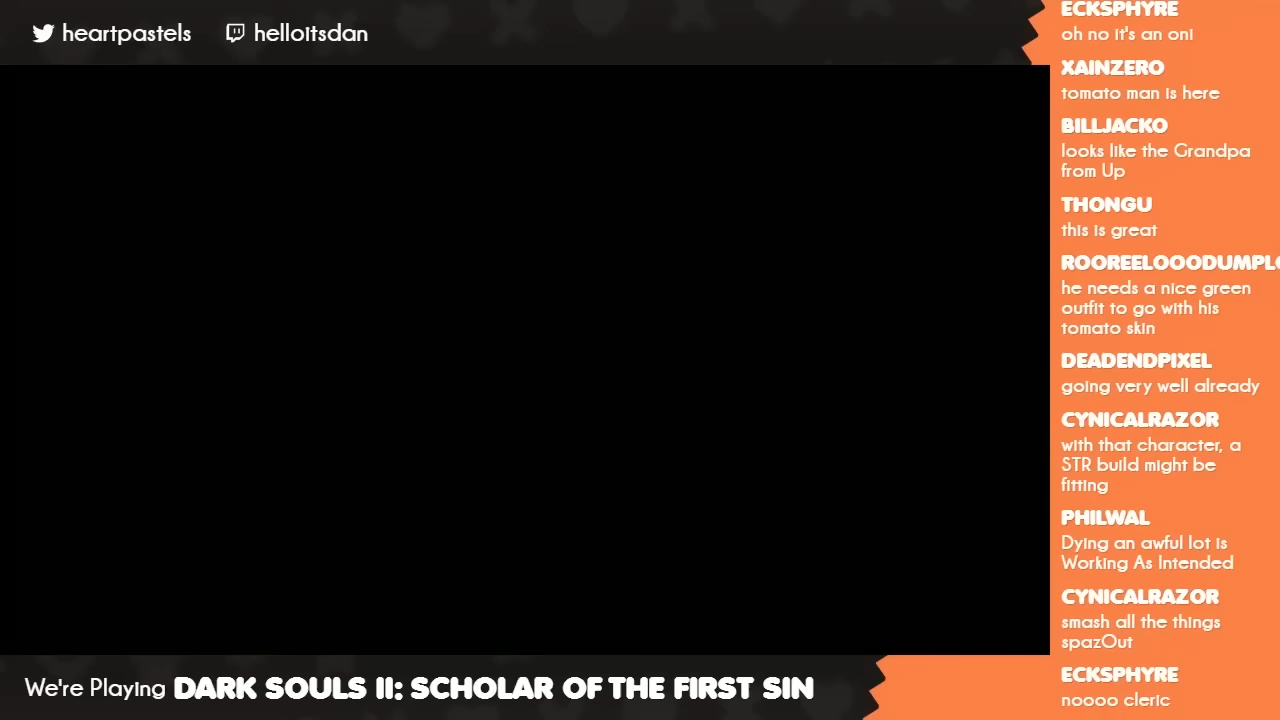 heartpastels helloitsdan
ECKSPHYRE
oh no it's an oni
XAINZERO
tomato man is here
BILLJACKO
looks like the Grandpa
from Up
THONGU
this is great
ROOREELOOODUMPLO
he needs a nice green
outfit to go with his
tomato skin
DEADENDPIXEL
going very well already
CYNICALRAZOR
with that character, a
STR build might be
fitting
PHILWAL
Dying an awful lot is
Working As Intended
CYNICALRAZOR
smash all the things
spazOut
ECKSPHYRE
noooo cleric
We're Playing DARK SOULS II: SCHOLAR OF THE FIRST SIN